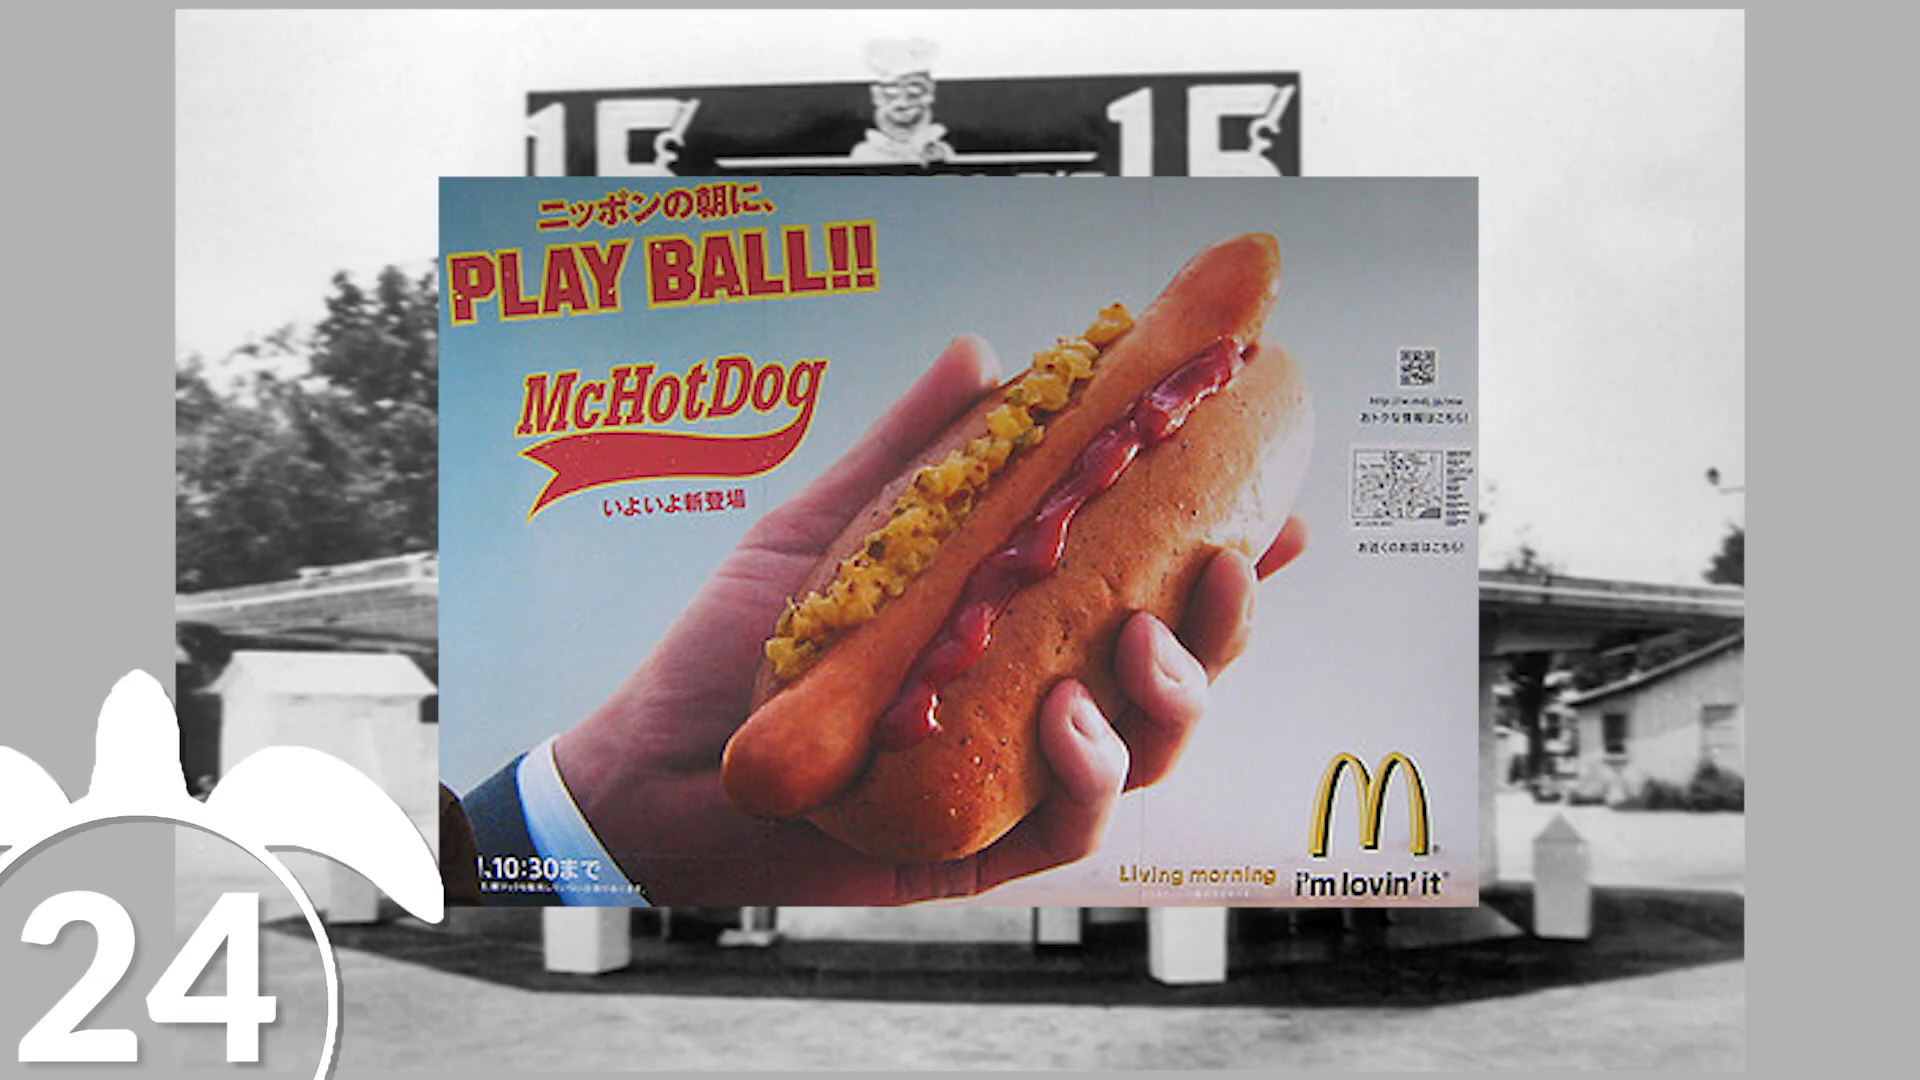 15¢ 15¢
ニッポンの朝に、
PLAY BALL!!
McHotDog
いよいよ新登場
おトクな情報はこちら!
お近くのお店はこちら!
10:30まで
Living morning
i'm lovin' it
24